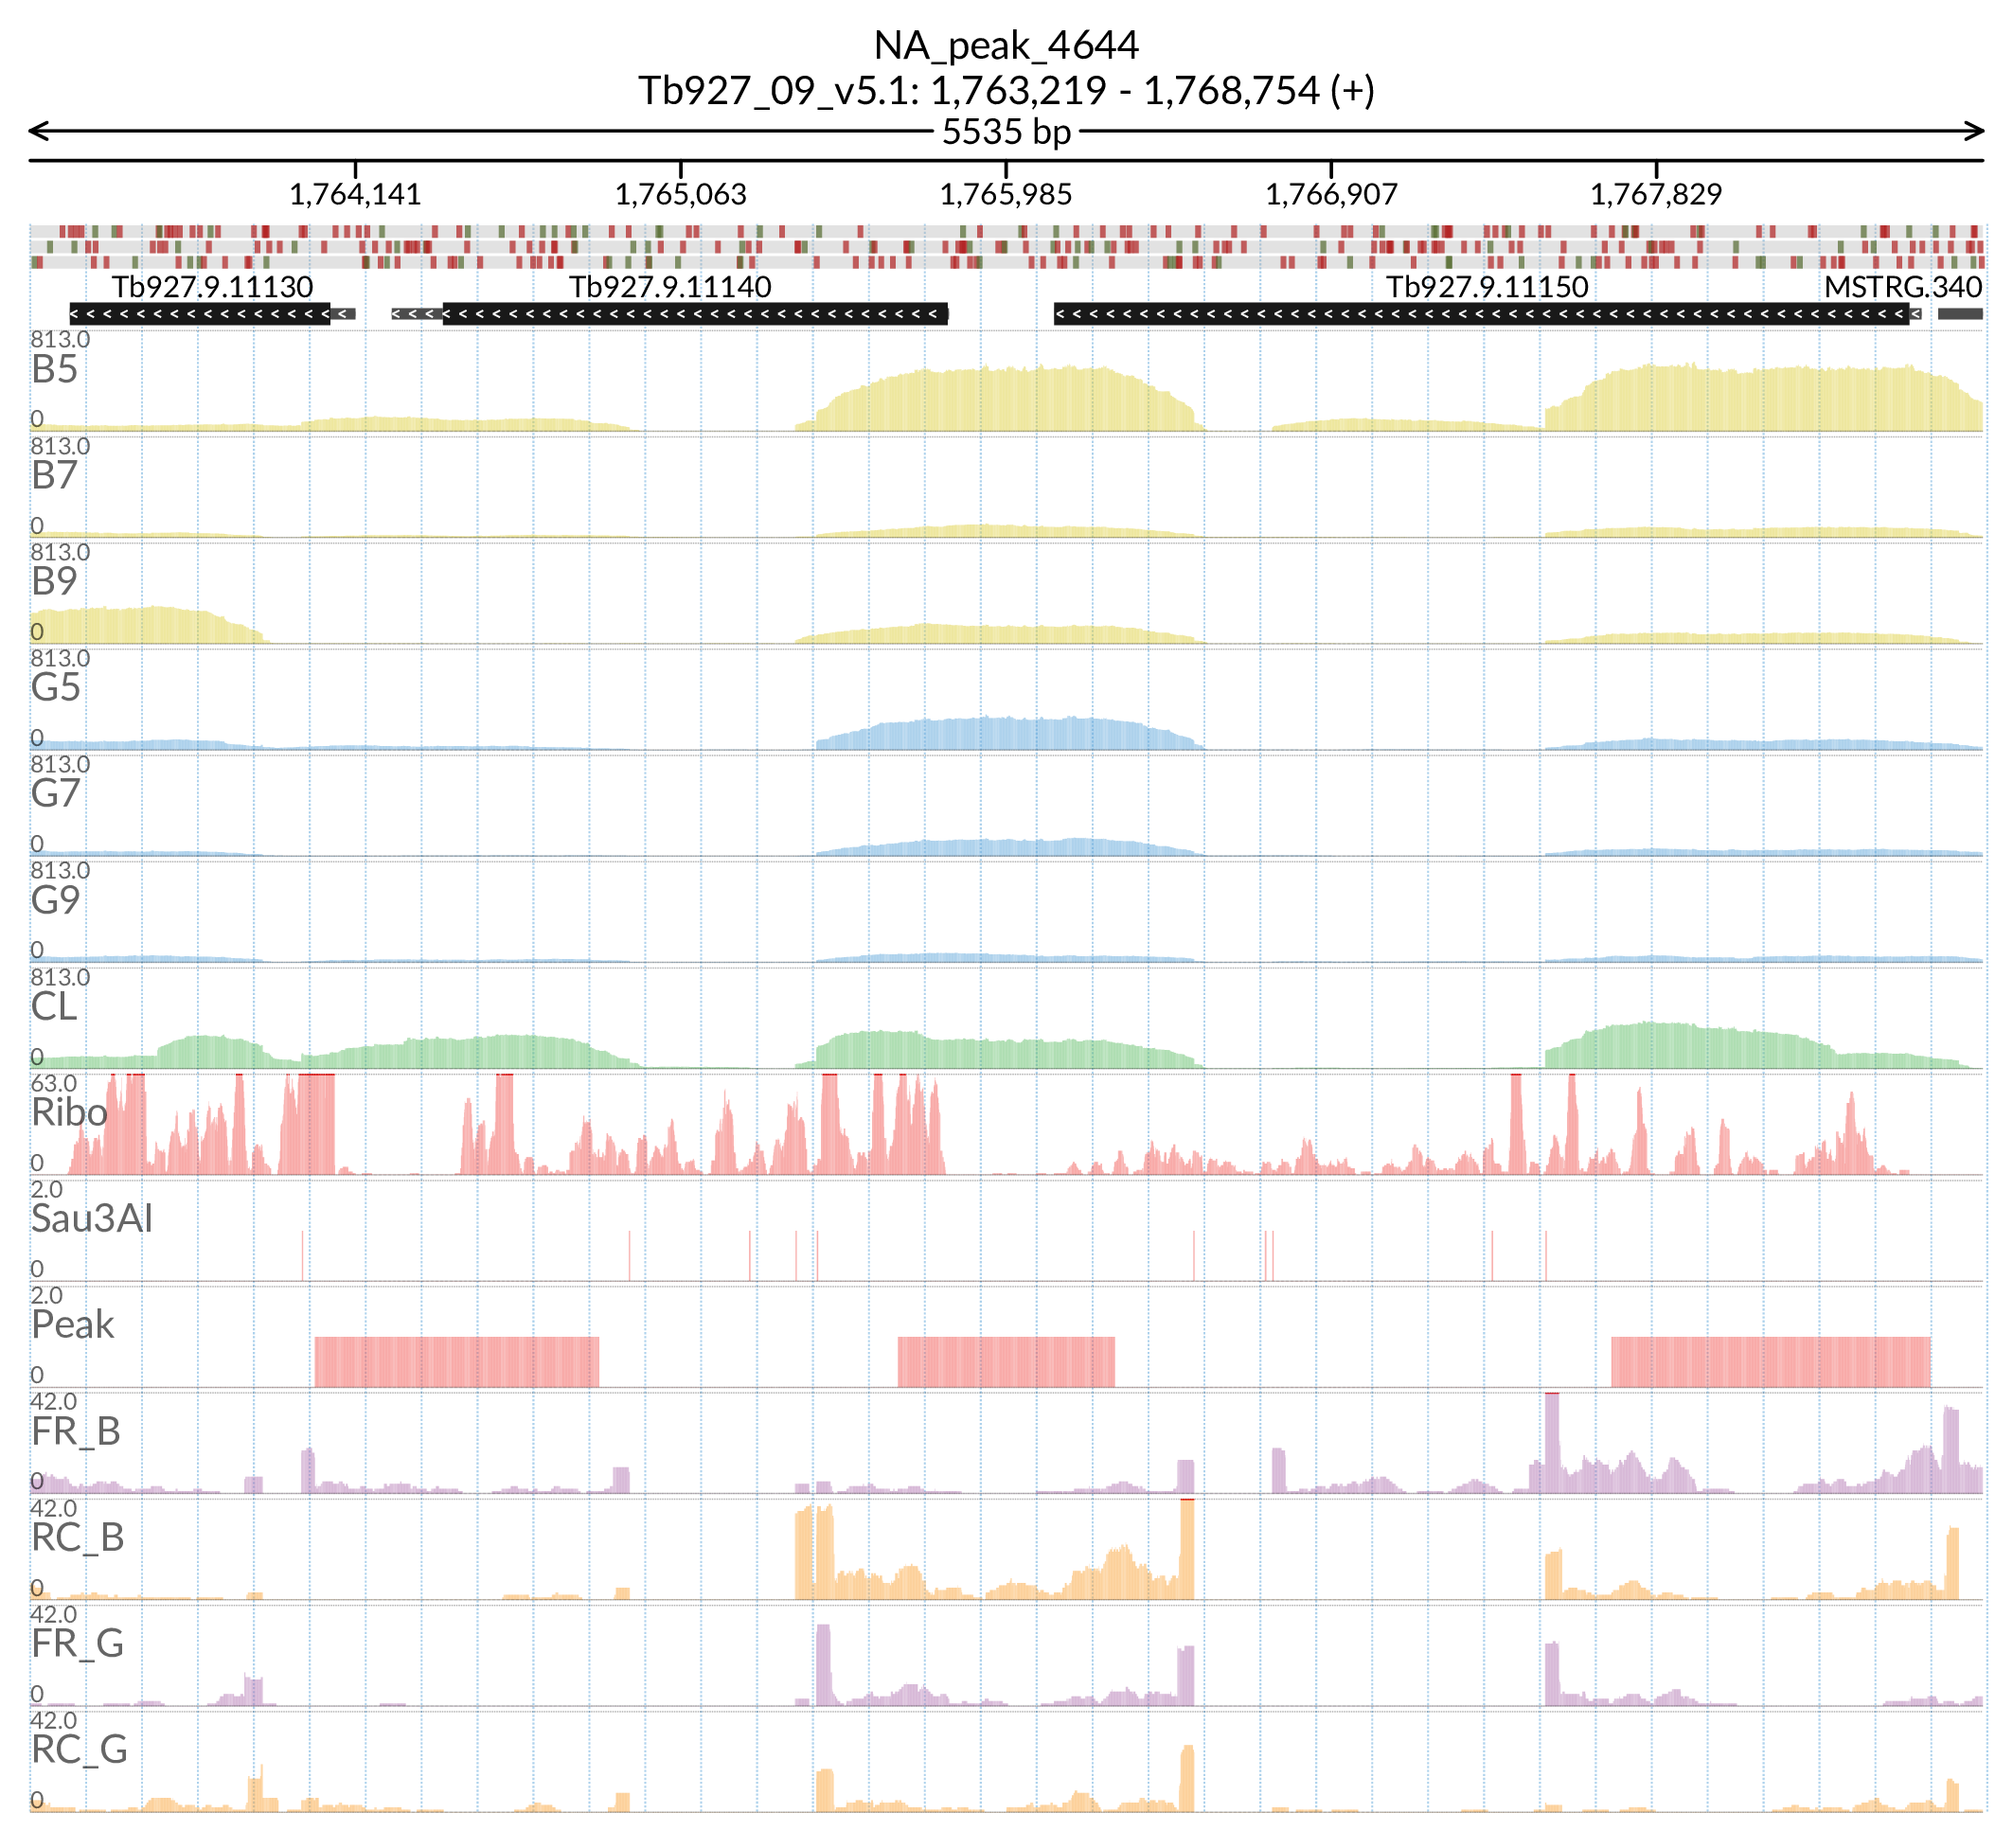 NA_peak_4644
Tb927_09_v5.1: 1,763,219 - 1,768,754 (+)
5535 bp
1,764,141 1,765,063 1,765,985 1,766,907 1,767,829
Tb927.9.11130 Tb927.9.11140 Tb927.9.11150 MSTRG.340
813.0
B5
0
813.0
B7
0
813.0
B9
0
813.0
G5
0
813.0
G7
0
813.0
G9
0
813.0
CL
0
63.0
Ribo
0
2.0
Sau3AI
0
2.0
Peak
0
42.0
FR_B
0
42.0
RC_B
0
42.0
FR_G
0
42.0
RC_G
0